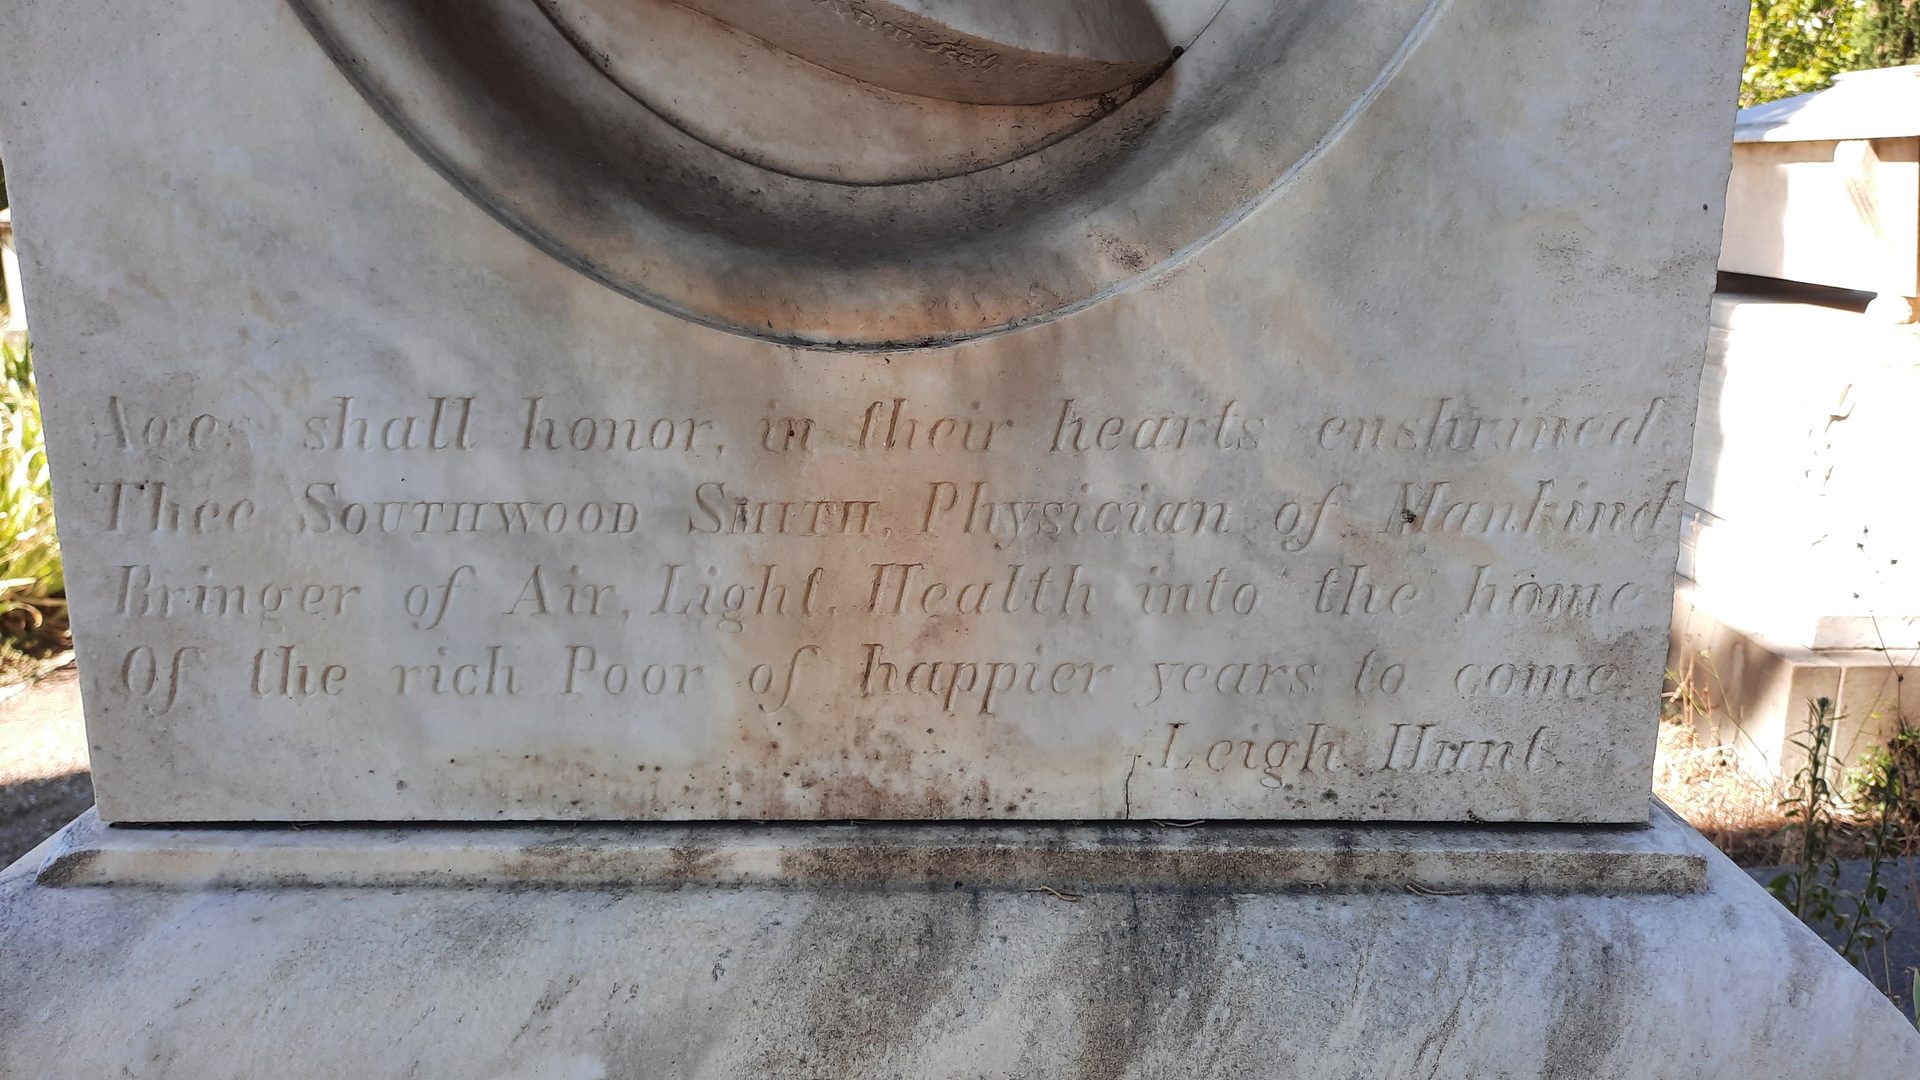 Ages shall honor, in their hearts enshrined,
Thee SOUTHWOOD SMITH, Physician of Mankind
Bringer of Air, Light, Health into the home
Of the rich Poor of happier years to come.
Leigh Hunt.